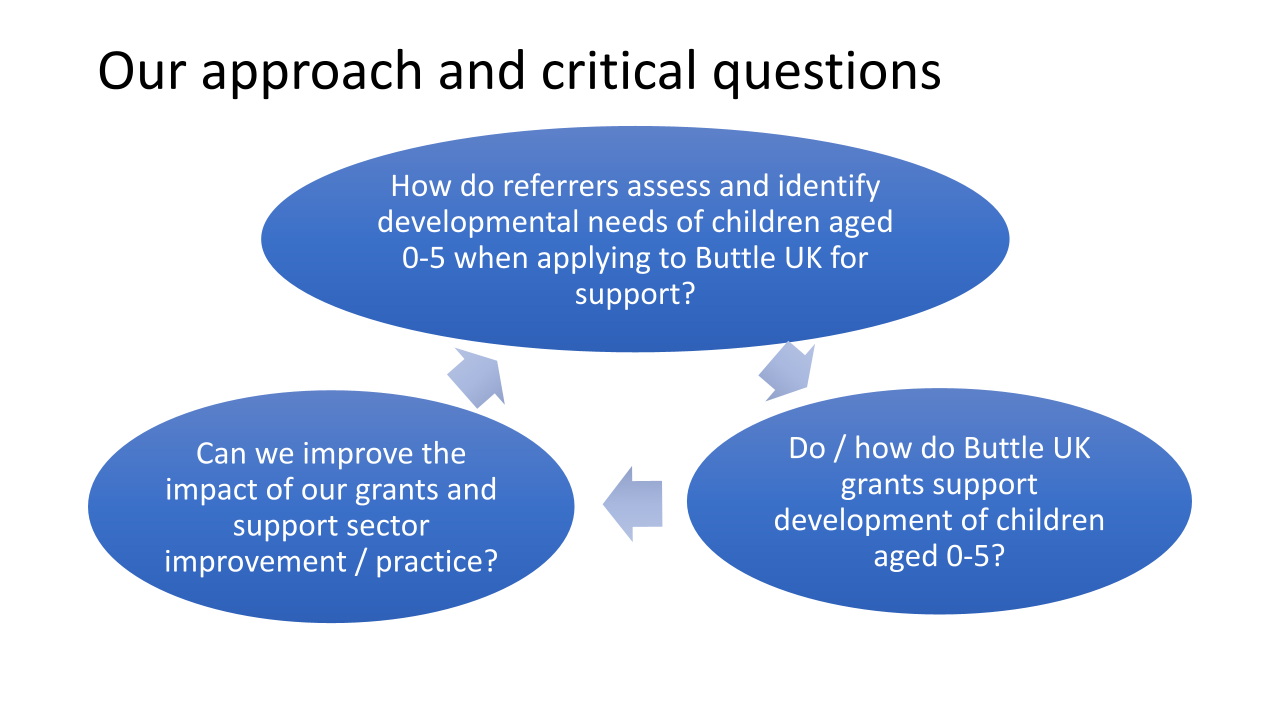 Our approach and critical questions
How do referrers assess and identify
developmental needs of children aged
0-5 when applying to Buttle UK for
support?
Do / how do Buttle UK
grants support
development of children
aged 0-5?
Can we improve the
impact of our grants and
support sector
improvement / practice?